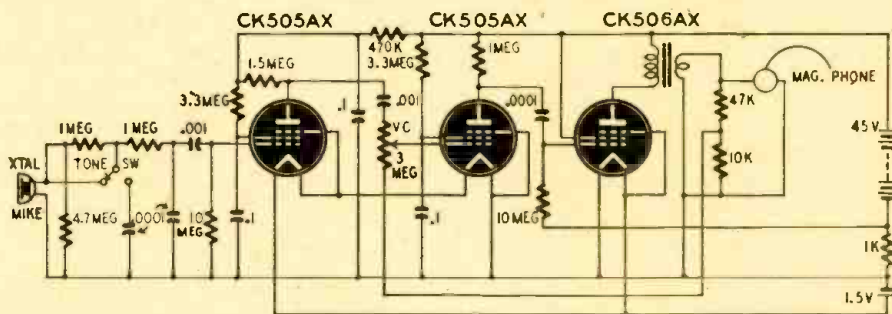 CK505AX
CK505AX
CK506AX
470K
3.3MEG
1MEG
1.5MEG
.1
.001
.0001
MAG. PHONE
3.3MEG
VC
3
MEG
47K
45V
1MEG
1MEG
.001
10K
XTAL
TONE
SW
MIKE
4.7MEG
.0001
10
MEG
.1
.1
10MEG
1K
1.5V